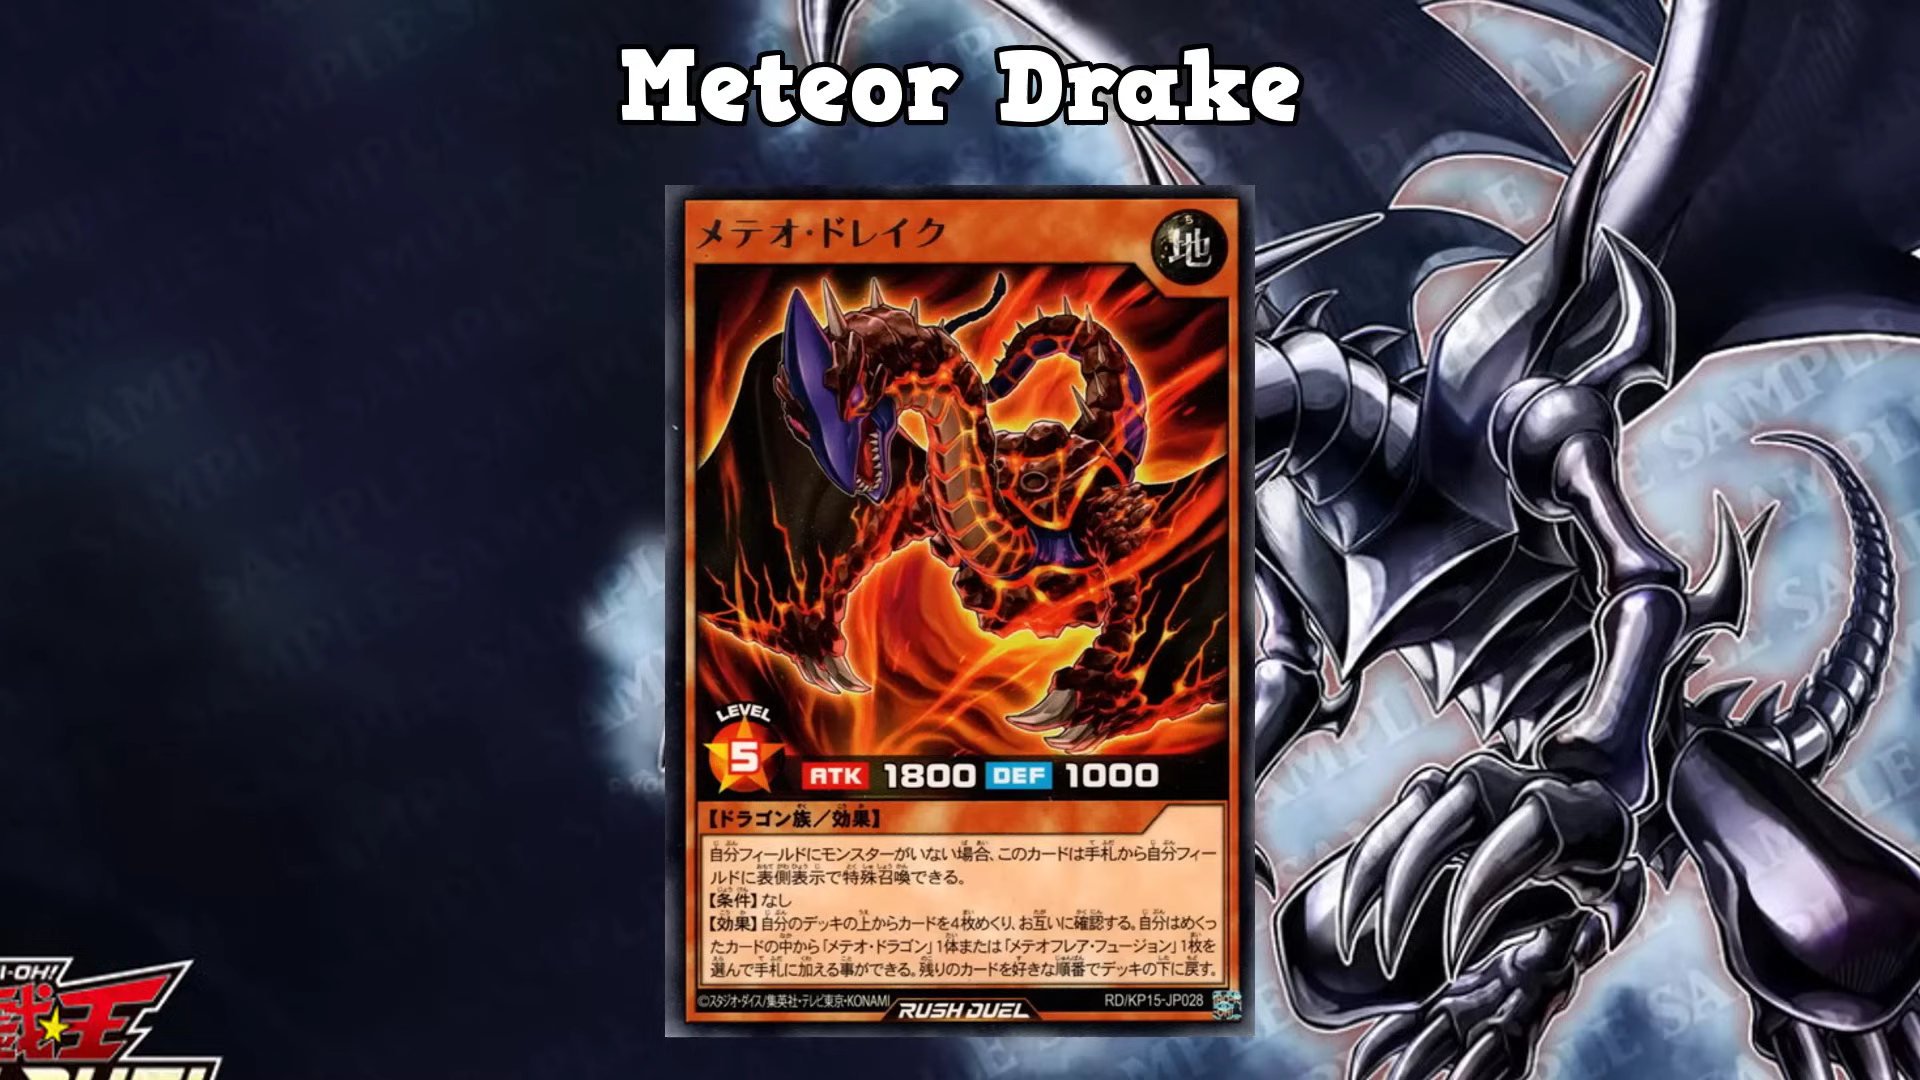 Meteor Drake
メテオ・ドレイク
5
地
LEVEL
5
ATK 1800 DEF 1000
【ドラゴン族／効果】
自分フィールドにモンスターがいない場合、このカードは手札から自分フィー
ルドに表側表示で特殊召喚できる。
【条件】なし
【効果】自分のデッキの上からカードを4枚めくり、お互いに確認する。自分はめくっ
たカードの中から「メテオ・ドラゴン」1体または「メテオフレア・フュージョン」1枚を
選んで手札に加える事ができる。残りのカードを好きな順番でデッキの下に戻す。
©スタジオ・ダイス/集英社・テレビ東京・KONAMI
RUSH DUEL
RD/KP15-JP028
I-OH!
戯王
SAMPLE